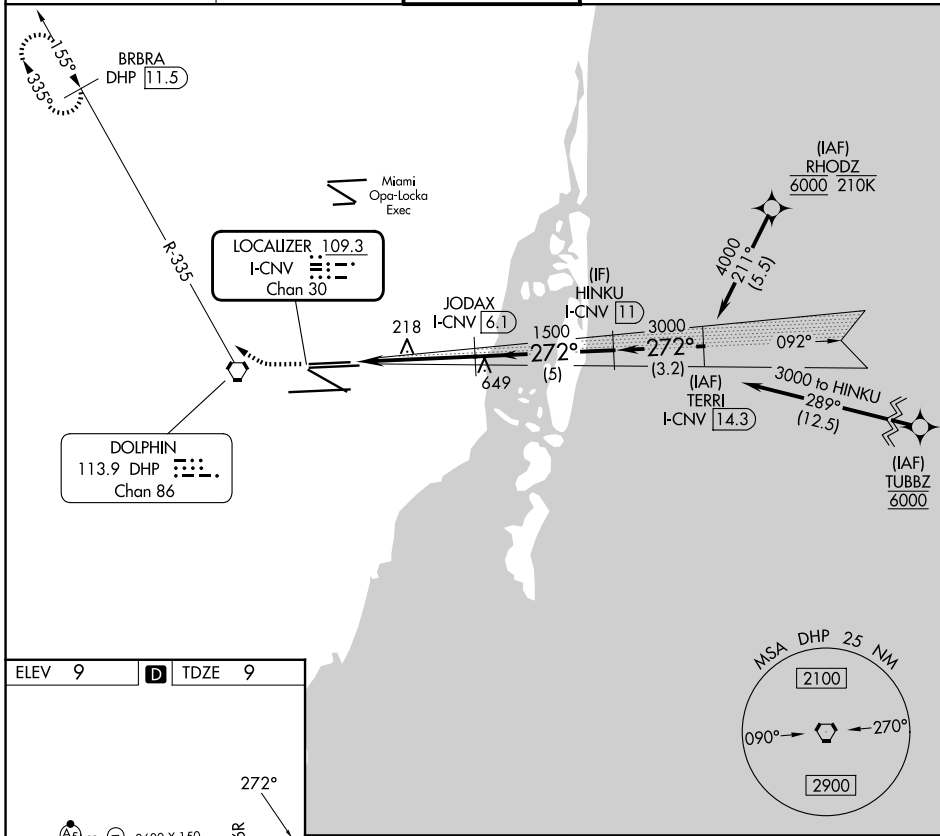 155°
335°
BRBRA
DHP 11.5
R-335
Miami
Opa-Locka
Exec
(IAF)
RHODZ
6000 210K
4000
211°
(5.5)
LOCALIZER 109.3
I-CNV
Chan 30
(IF)
HINKU
I-CNV 11
JODAX
I-CNV 6.1
218
649
1500
272°
(5)
3000
272°
(3.2)
092°
(IAF)
TERRI
I-CNV 14.3
3000 to HINKU
289°
(12.5)
(IAF)
TUBBZ
6000
DOLPHIN
113.9 DHP
Chan 86
MSA DHP 25 NM
2100
090°
270°
2900
ELEV 9 D TDZE 9
272°
A5